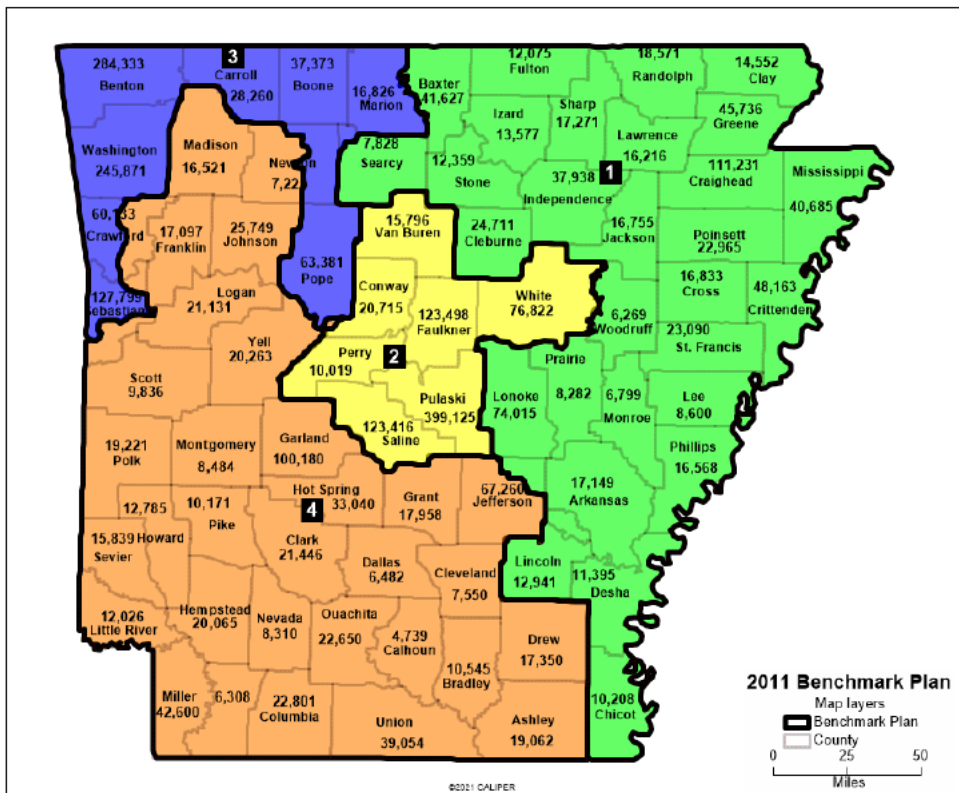 3
284,333
Benton
Carroll
28,260
37,373
Boone
16,826
Marion
Baxter
41,627
12,075
Fulton
18,571
Randolph
14,552
Clay
Izard
13,577
Sharp
17,271
45,736
Greene
Washington
245,871
Madison
16,521
Newton
7,22
7,828
Searcy
12,359
Stone
1
37,938
Independence
Lawrence
16,216
111,231
Craighead
Mississippi
40,685
60,133
Crawford
17,097
Franklin
25,749
Johnson
63,381
Pope
15,796
Van Buren
24,711
Cleburne
16,755
Jackson
Poinsett
22,965
127,799
Sebastian
Logan
21,131
Conway
20,715
123,498
Faulkner
White
76,822
6,269
Woodruff
16,833
Cross
48,163
Crittenden
Yell
20,263
Perry
10,019
2
23,090
St. Francis
Scott
9,836
Pulaski
399,125
123,416
Saline
Lonoke
74,015
Prairie
8,282
6,799
Monroe
Lee
8,600
Phillips
16,568
19,221
Polk
Montgomery
8,484
Garland
100,180
Hot Spring
33,040
4
Grant
17,958
67,260
Jefferson
17,149
Arkansas
12,785
Howard
10,171
Pike
15,839
Sevier
Clark
21,446
Dallas
6,482
Cleveland
7,550
Lincoln
12,941
11,395
Desha
12,026
Little River
Hempstead
20,065
Nevada
8,310
Ouachita
22,650
4,739
Calhoun
10,545
Bradley
Drew
17,350
Miller
42,600
6,308
22,801
Columbia
Union
39,054
Ashley
19,062
10,208
Chicot
2011 Benchmark Plan
Map layers
Benchmark Plan
County
0 25 50
Miles
©2021 CALIPER